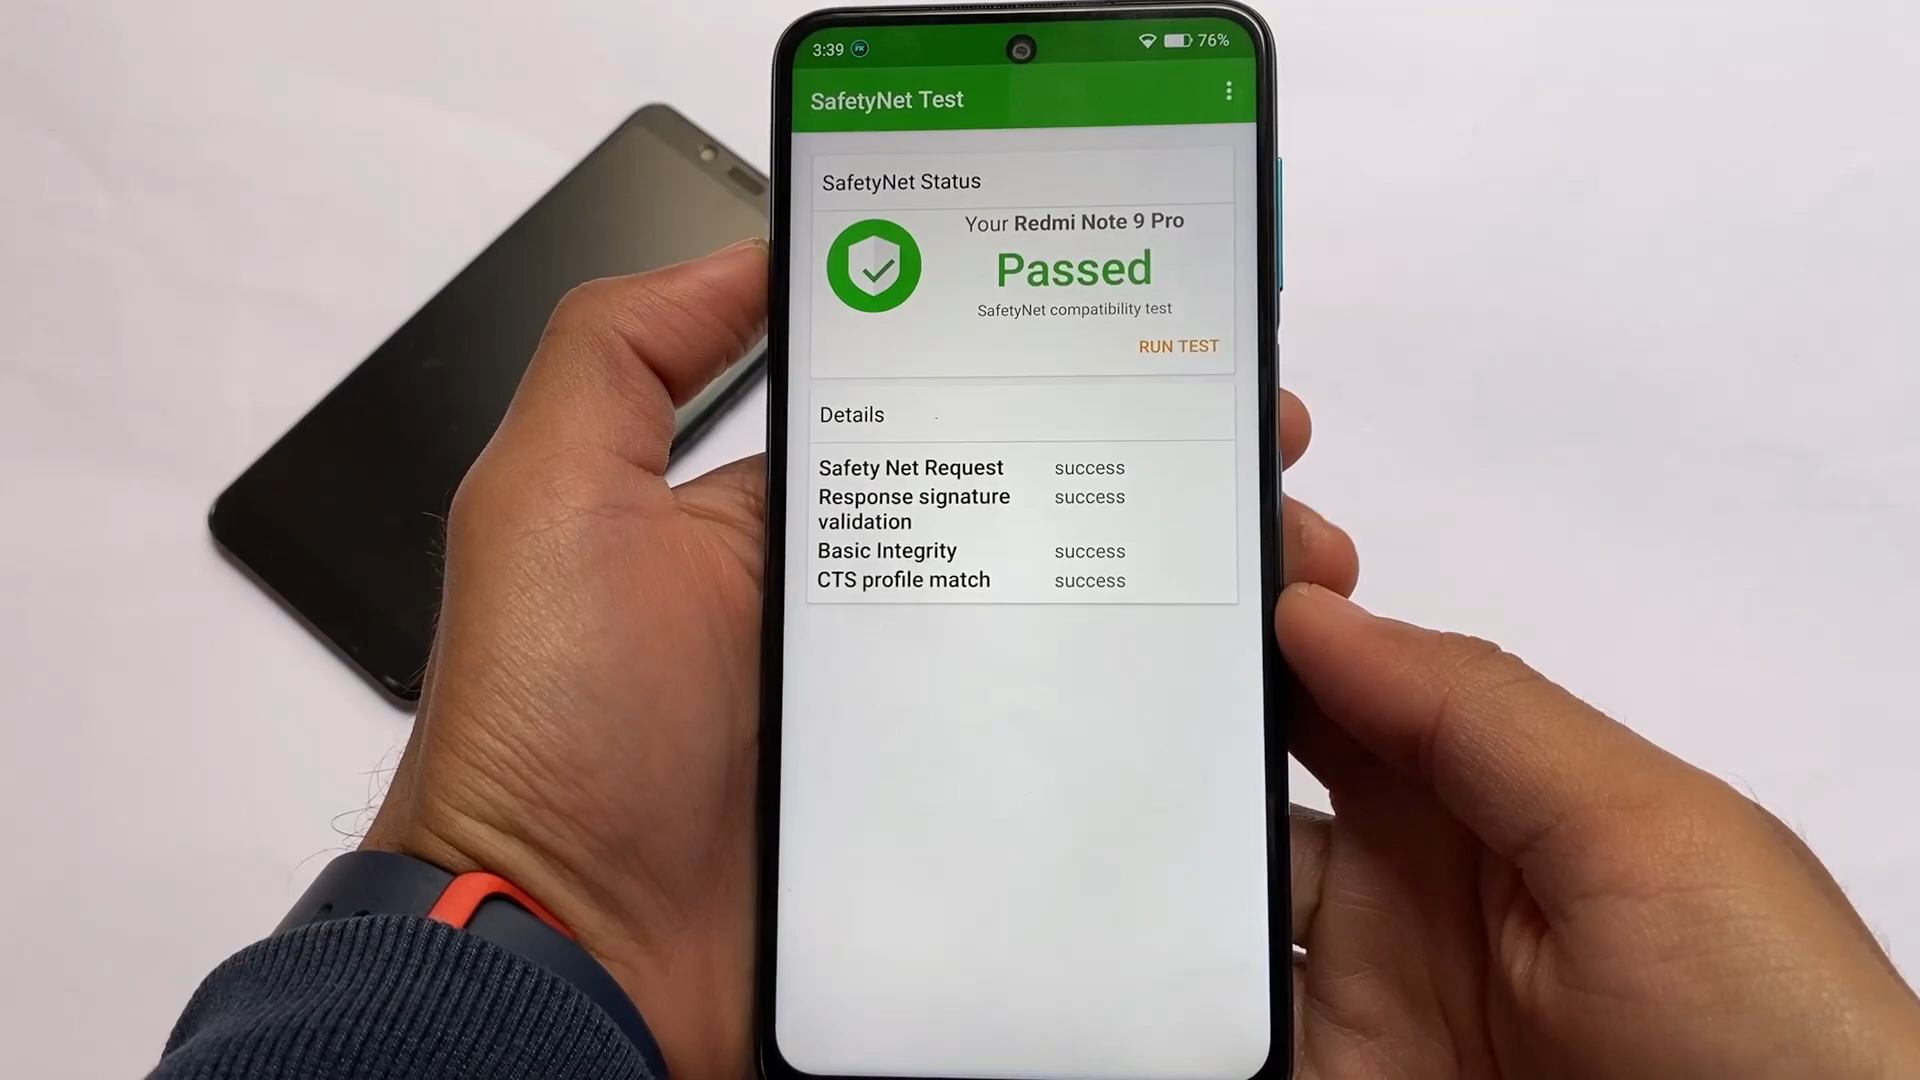 3:39 FK 76%
SafetyNet Test
SafetyNet Status
Your Redmi Note 9 Pro
Passed
SafetyNet compatibility test
RUN TEST
Details
Safety Net Request success
Response signature success
validation
Basic Integrity success
CTS profile match success